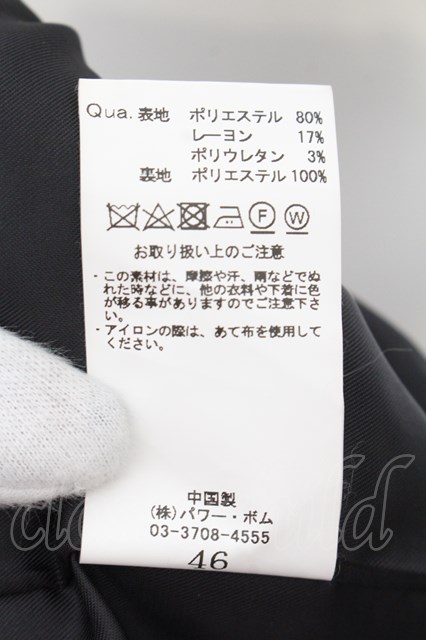 Qua. 表地 ポリエステル 80%
レーヨン 17%
ポリウレタン 3%
裏地 ポリエステル 100%
F W
お取り扱い上のご注意
・この素材は、摩擦や汗、雨などでぬ
れた時などに、他の衣料や下着に色
が移る事がありますのでご注意下さ
い。
・アイロンの際は、あて布を使用して
ください。
中国製
(株)パワー・ボム
03-3708-4555
46